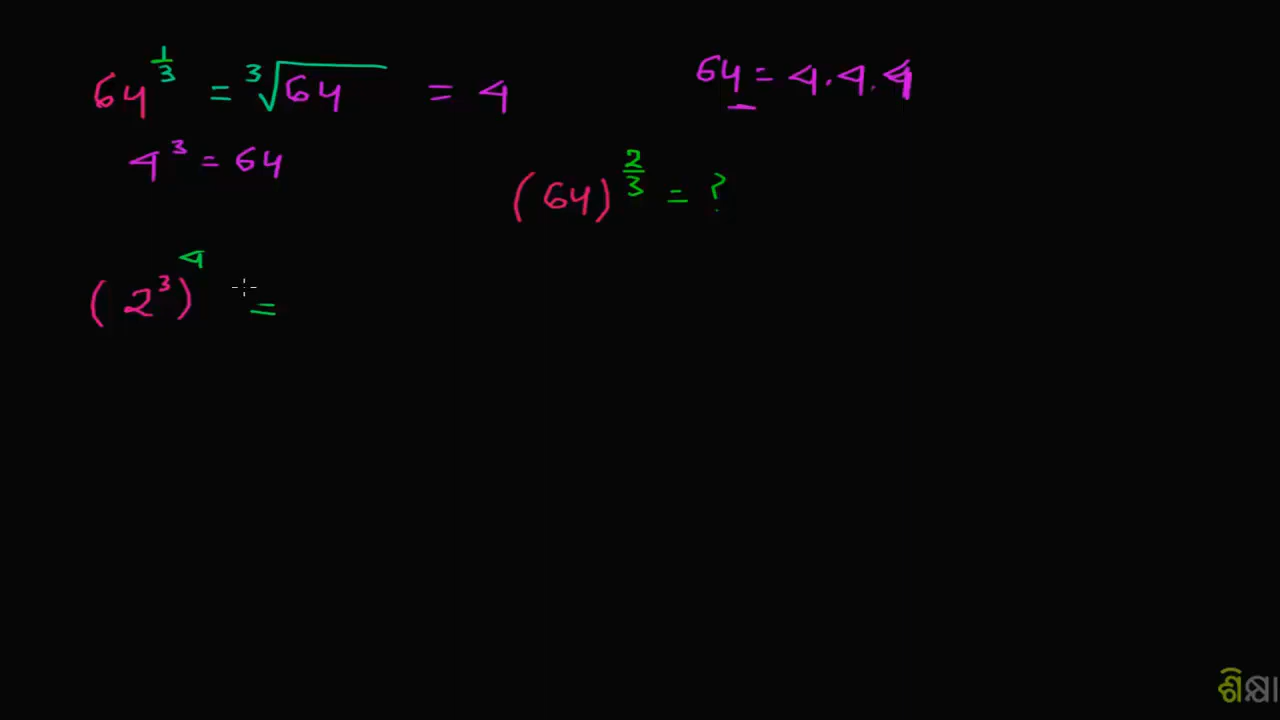 64^{1/3} = ∛64 = 4
64 = 4.4.4
4^3 = 64
(64)^{2/3} = ?
(2^3)^4 =